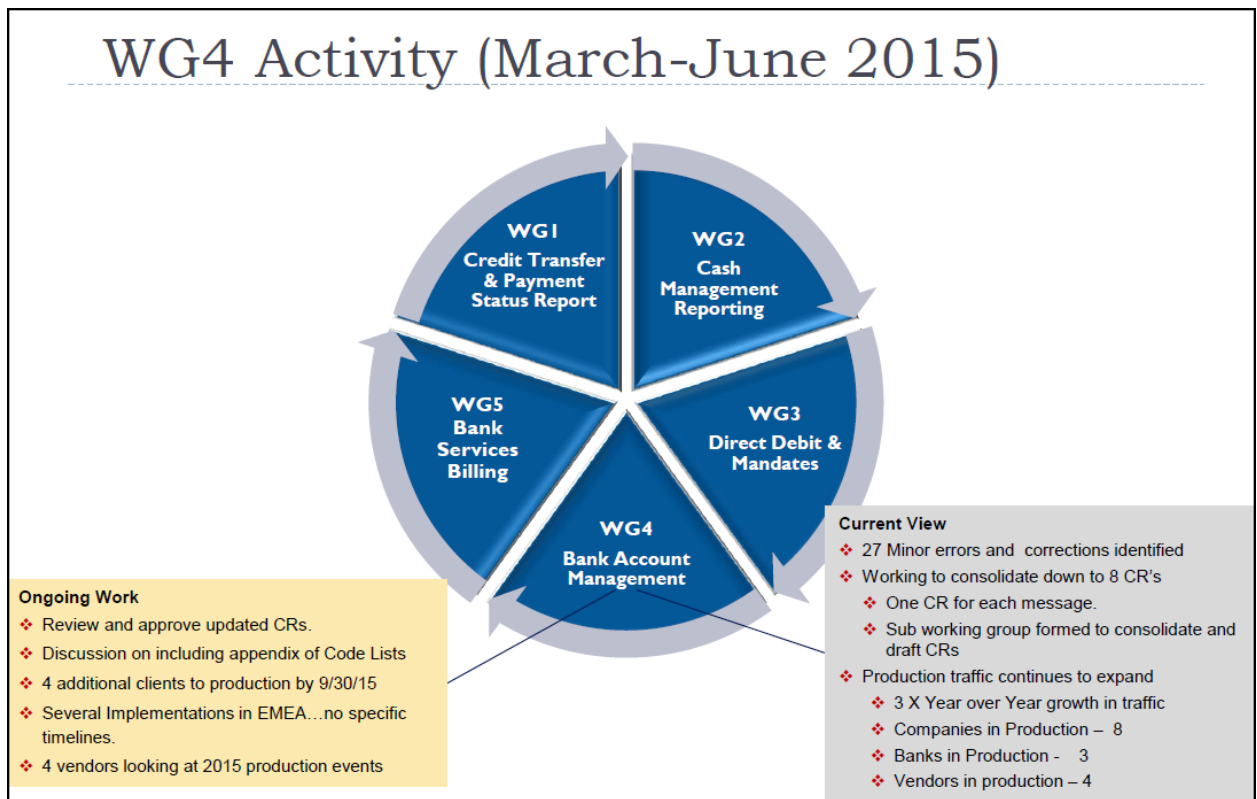 WG4 Activity (March-June 2015)
WG1
Credit Transfer
& Payment
Status Report
WG2
Cash
Management
Reporting
WG3
Direct Debit &
Mandates
WG4
Bank Account
Management
WG5
Bank
Services
Billing
Ongoing Work
❖ Review and approve updated CRs.
❖ Discussion on including appendix of Code Lists
❖ 4 additional clients to production by 9/30/15
❖ Several Implementations in EMEA…no specific
timelines.
❖ 4 vendors looking at 2015 production events
Current View
❖ 27 Minor errors and corrections identified
❖ Working to consolidate down to 8 CR's
❖ One CR for each message.
❖ Sub working group formed to consolidate and
draft CRs
❖ Production traffic continues to expand
❖ 3 X Year over Year growth in traffic
❖ Companies in Production – 8
❖ Banks in Production - 3
❖ Vendors in production – 4